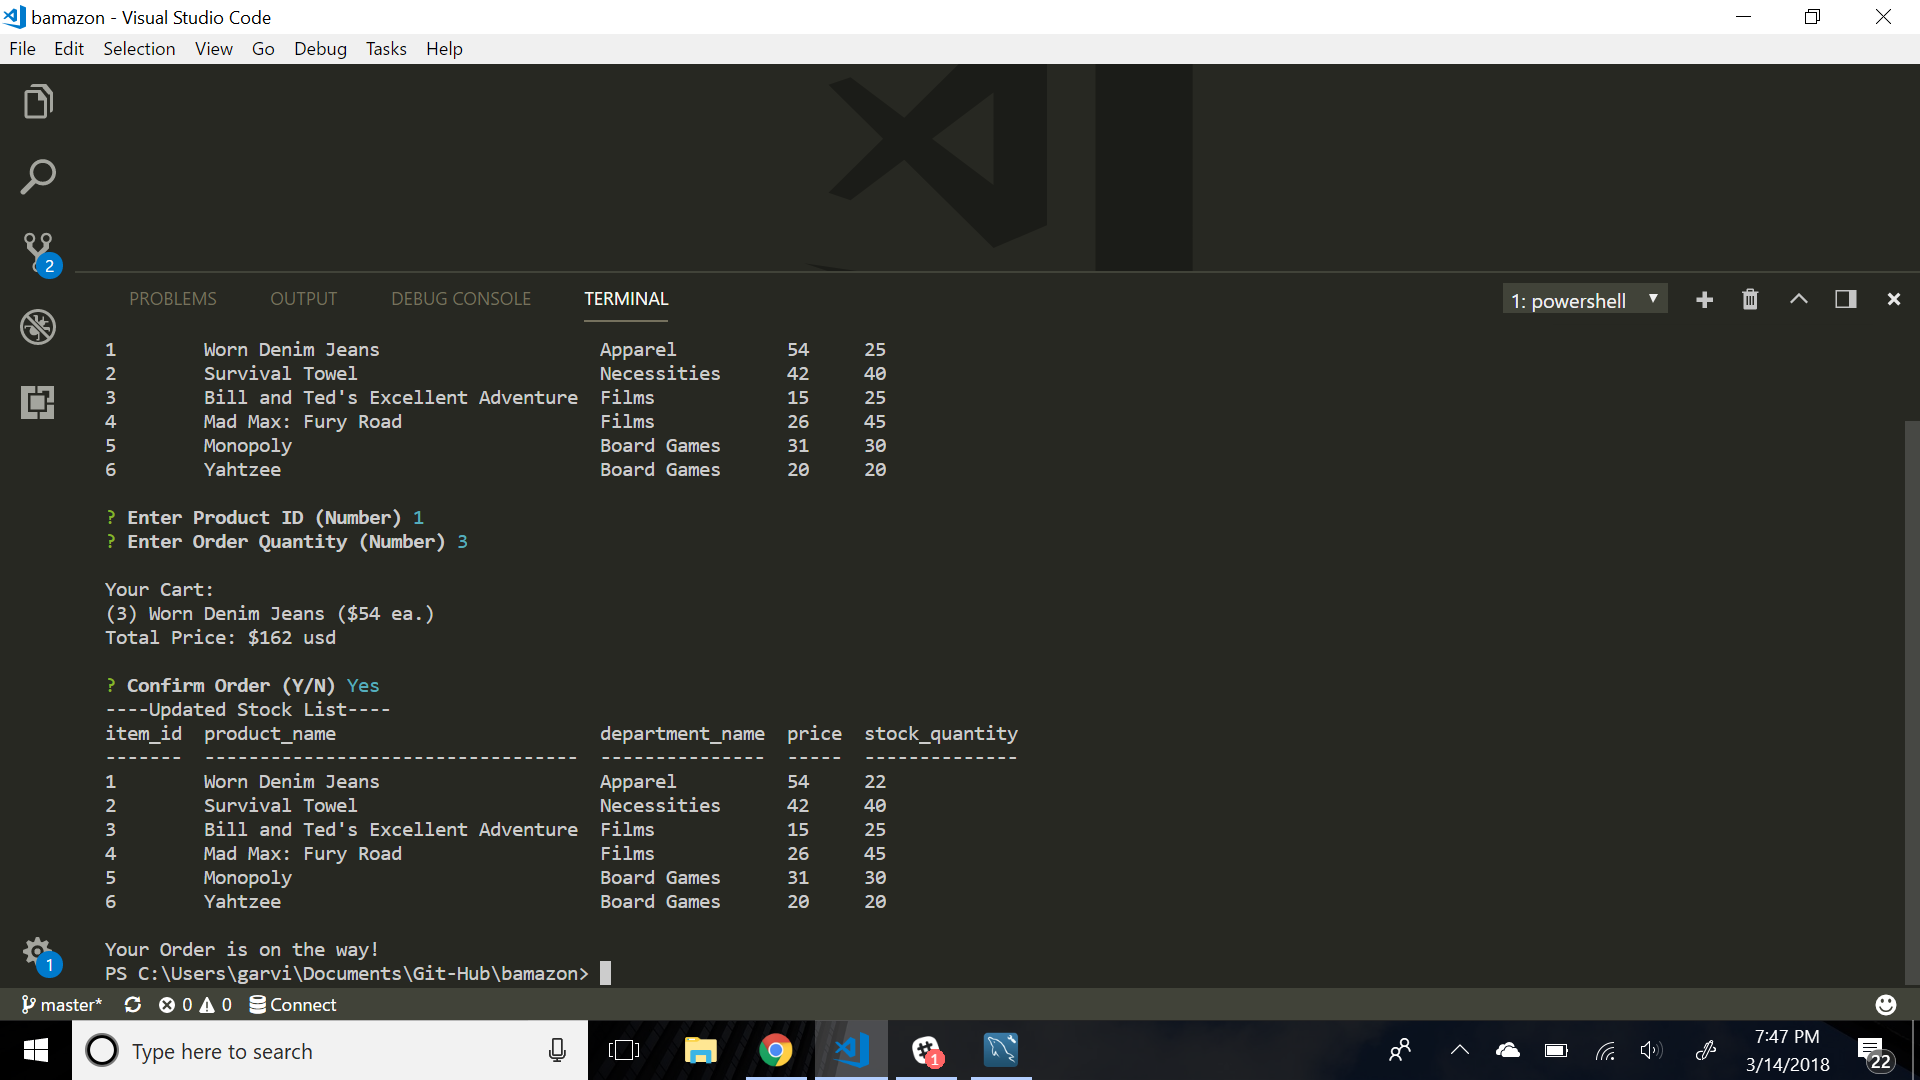 bamazon - Visual Studio Code
File Edit Selection View Go Debug Tasks Help
2
PROBLEMS OUTPUT DEBUG CONSOLE TERMINAL 1: powershell
1 Worn Denim Jeans Apparel 54 25
2 Survival Towel Necessities 42 40
3 Bill and Ted's Excellent Adventure Films 15 25
4 Mad Max: Fury Road Films 26 45
5 Monopoly Board Games 31 30
6 Yahtzee Board Games 20 20
? Enter Product ID (Number) 1
? Enter Order Quantity (Number) 3
Your Cart:
(3) Worn Denim Jeans ($54 ea.)
Total Price: $162 usd
? Confirm Order (Y/N) Yes
----Updated Stock List----
item_id product_name department_name price stock_quantity
------- ---------------------------------- --------------- ----- --------------
1 Worn Denim Jeans Apparel 54 22
2 Survival Towel Necessities 42 40
3 Bill and Ted's Excellent Adventure Films 15 25
4 Mad Max: Fury Road Films 26 45
5 Monopoly Board Games 31 30
6 Yahtzee Board Games 20 20
Your Order is on the way!
1
PS C:\Users\garvi\Documents\Git-Hub\bamazon>
master* 0 0 Connect
Type here to search
1
7:47 PM
3/14/2018
22